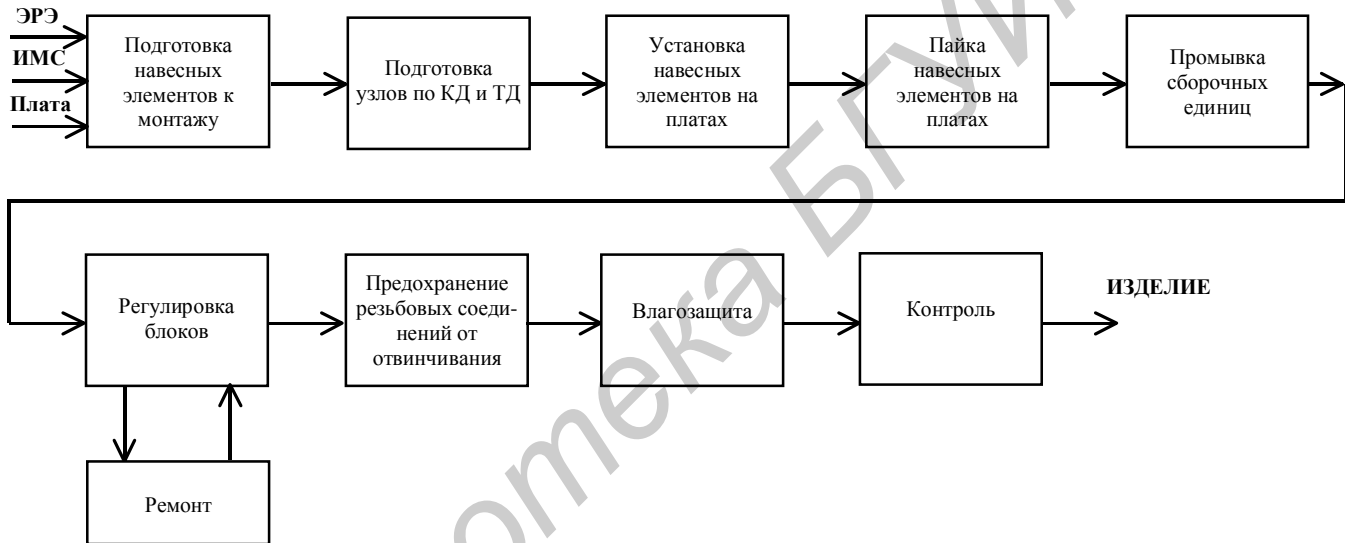 ЭРЭ
ИМС
Плата
Подготовка
навесных
элементов к
монтажу
Подготовка
узлов по КД и ТД
Установка
навесных
элементов на
платах
Пайка
навесных
элементов на
платах
Промывка
сборочных
единиц
Регулировка
блоков
Предохранение
резьбовых соеди-
нений от
отвинчивания
Влагозащита
Контроль
ИЗДЕЛИЕ
Ремонт